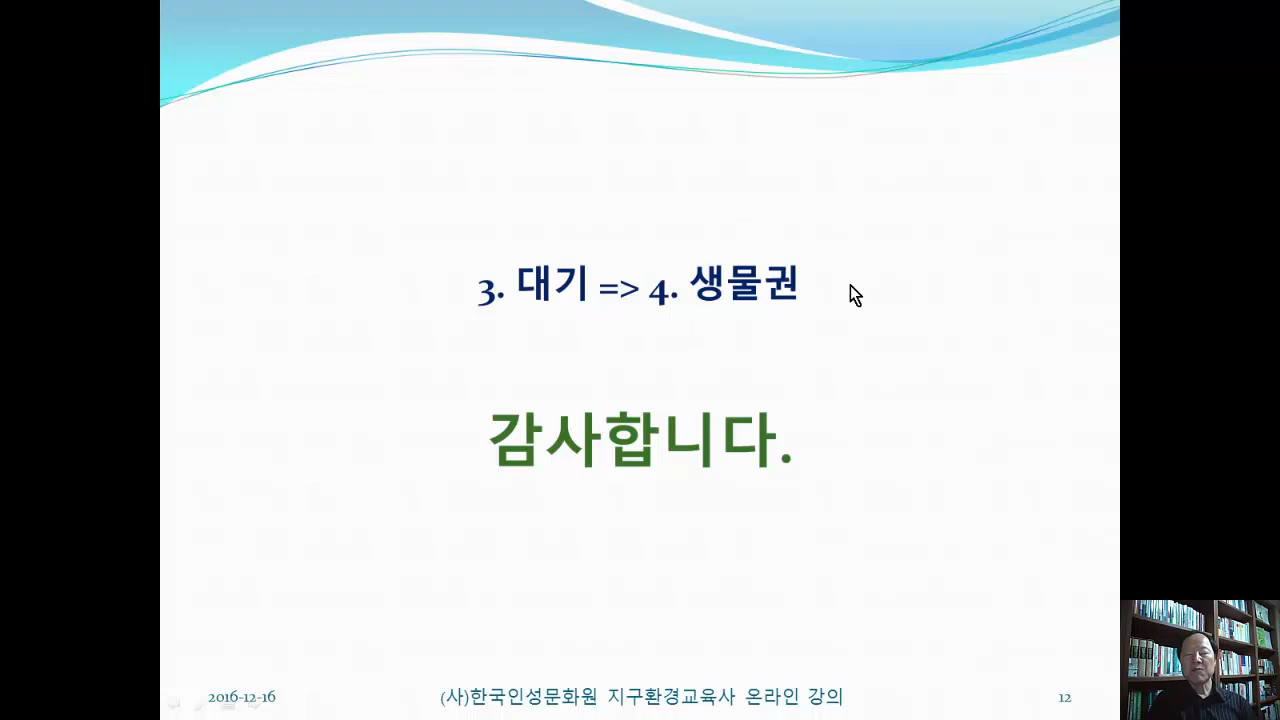 3. 대기 => 4. 생물권
감사합니다.
2016-12-16
(사)한국인성문화원 지구환경교육사 온라인 강의
12